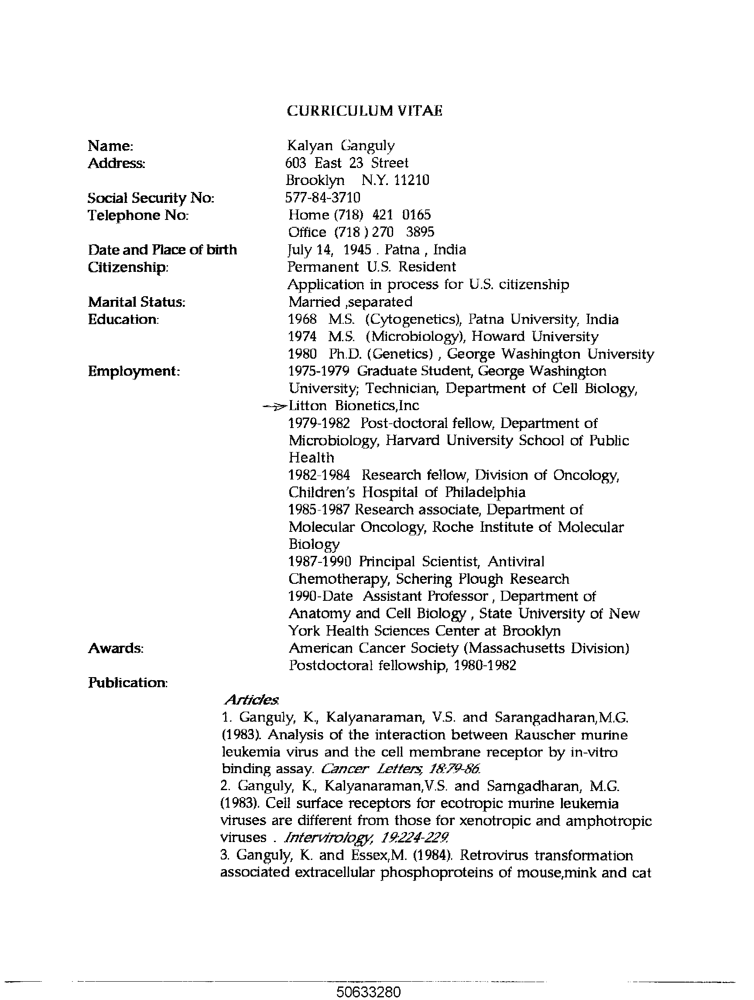 CURRICULUM VITAE
Name: Kalyan Ganguly
Address: 603 East 23 Street
Brooklyn N.Y. 11210
Social Security No: 577-84-3710
Telephone No: Home (718) 421 0165
Office (718 ) 270 3895
Date and Place of birth July 14, 1945 . Patna , India
Citizenship: Permanent U.S. Resident
Application in process for U.S. citizenship
Marital Status: Married ,separated
Education: 1968 M.S. (Cytogenetics), Patna University, India
1974 M.S. (Microbiology), Howard University
1980 Ph.D. (Genetics) , George Washington University
Employment: 1975-1979 Graduate Student, George Washington
University; Technician, Department of Cell Biology,
Litton Bionetics,Inc
1979-1982 Post-doctoral fellow, Department of
Microbiology, Harvard University School of Public
Health
1982-1984 Research fellow, Division of Oncology,
Children's Hospital of Philadelphia
1985-1987 Research associate, Department of
Molecular Oncology, Roche Institute of Molecular
Biology
1987-1990 Principal Scientist, Antiviral
Chemotherapy, Schering Plough Research
1990-Date Assistant Professor , Department of
Anatomy and Cell Biology , State University of New
York Health Sciences Center at Brooklyn
Awards: American Cancer Society (Massachusetts Division)
Postdoctoral fellowship, 1980-1982
Publication:
Articles.
1. Ganguly, K., Kalyanaraman, V.S. and Sarangadharan,M.G.
(1983). Analysis of the interaction between Rauscher murine
leukemia virus and the cell membrane receptor by in-vitro
binding assay. Cancer Letters, 18:79-86.
2. Ganguly, K., Kalyanaraman,V.S. and Sarngadharan, M.G.
(1983). Cell surface receptors for ecotropic murine leukemia
viruses are different from those for xenotropic and amphotropic
viruses . Intervirology, 19:224-229.
3. Ganguly, K. and Essex,M. (1984). Retrovirus transformation
associated extracellular phosphoproteins of mouse,mink and cat
50633280